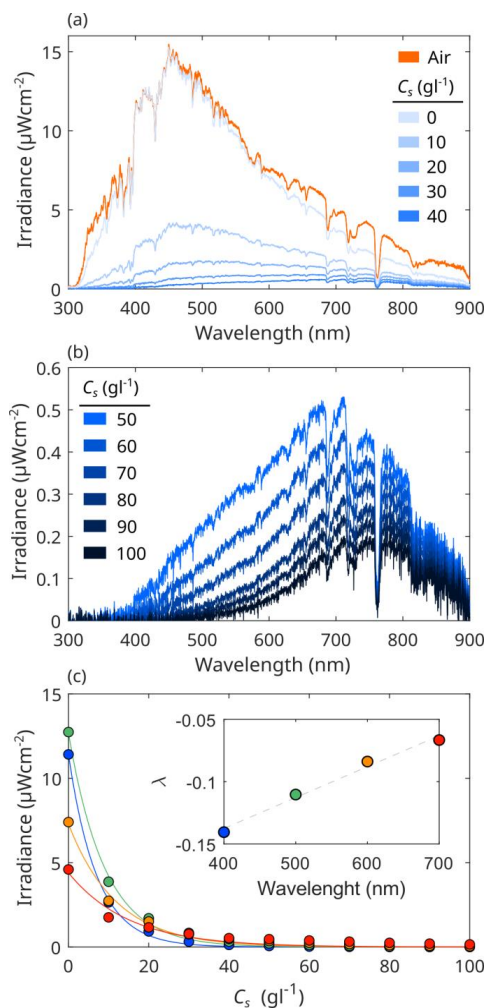 (a)
Irradiance (µWcm⁻²)
15
10
5
0
Air
Cₛ (gl⁻¹)
0
10
20
30
40
300 400 500 600 700 800 900
Wavelength (nm)
(b)
Irradiance (µWcm⁻²)
0.6
0.5
0.4
0.3
0.2
0.1
0
Cₛ (gl⁻¹)
50
60
70
80
90
100
300 400 500 600 700 800 900
Wavelength (nm)
(c)
Irradiance (µWcm⁻²)
15
10
5
0
λ
-0.05
-0.1
-0.15
400 500 600 700
Wavelenght (nm)
0 20 40 60 80 100
Cₛ (gl⁻¹)